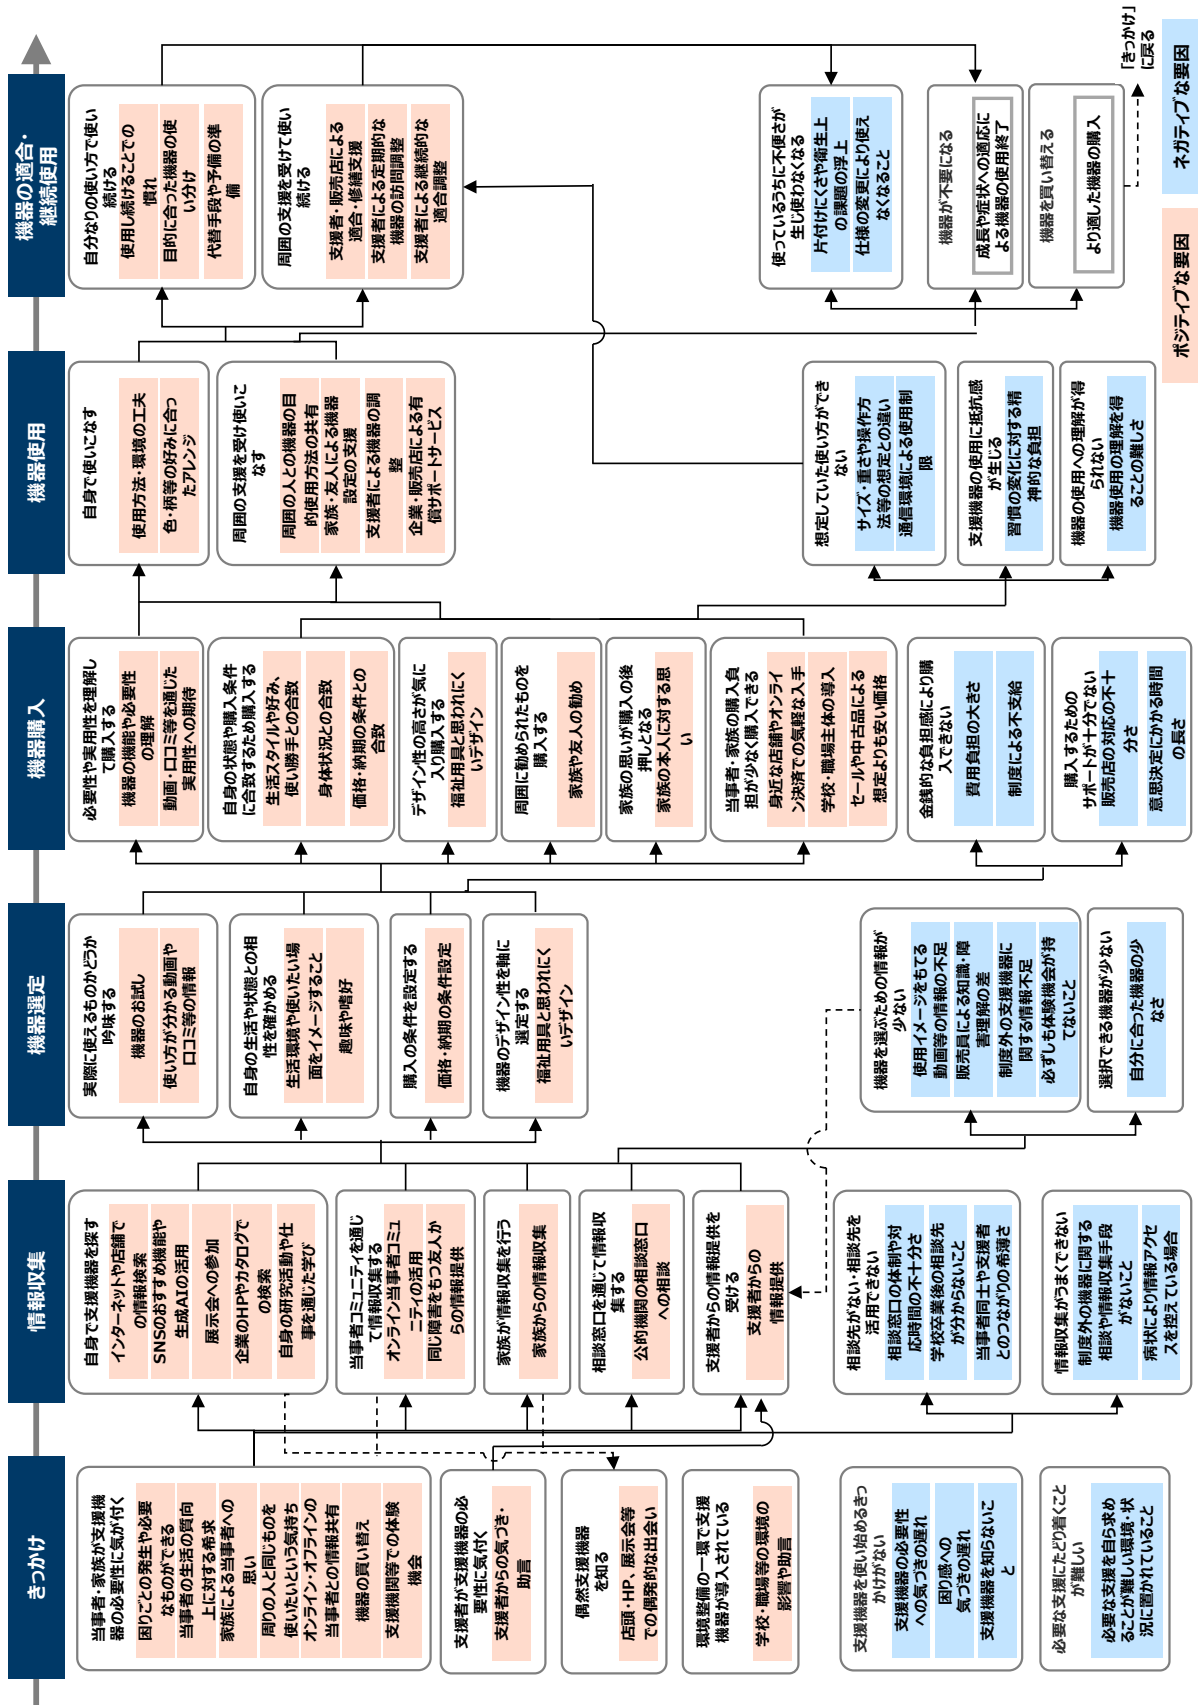 きっかけ
当事者・家族が支援機
器の必要性に気が付く
困りごとの発生や必要
なものができる
当事者の生活の質向
上に対する希求
家族による当事者への
思い
周りの人と同じものを
使いたいという気持ち
オンライン・オフラインの
当事者との情報共有
機器の買い替え
支援機関等での体験
機会
支援者が支援機器の必
要性に気付く
支援者からの気づき・
助言
偶然支援機器
を知る
店頭・HP、展示会等
での偶発的な出会い
環境整備の一環で支援
機器が導入されている
学校・職場等の環境の
影響や助言
支援機器を使い始めるきっ
かけがない
支援機器の必要性
への気づきの遅れ
困り感への
気づきの遅れ
支援機器を知らないこ
と
必要な支援にたどり着くこと
が難しい
必要な支援を自ら求め
ることが難しい環境・状
況に置かれていること
情報収集
自身で支援機器を探す
インターネットや店舗で
の情報検索
SNSのおすすめ機能や
生成AIの活用
展示会への参加
企業のHPやカタログで
の検索
自身の研究活動や仕
事を通じた学び
当事者コミュニティを通じ
て情報収集する
オンライン当事者コミュ
ニティの活用
同じ障害をもつ友人か
らの情報提供
家族が情報収集を行う
家族からの情報収集
相談窓口を通じて情報収
集する
公的機関の相談窓口
への相談
支援者からの情報提供を
受ける
支援者からの
情報提供
相談先がない・相談先を
活用できない
相談窓口の体制や対
応時間の不十分さ
学校卒業後の相談先
が分からないこと
当事者同士や支援者
とのつながりの希薄さ
情報収集がうまくできない
制度外の機器に関する
相談や情報収集手段
がないこと
病状により情報アクセ
スを控えている場合
機器選定
実際に使えるものかどうか
吟味する
機器のお試し
使い方が分かる動画や
口コミ等の情報
自身の生活や状態との相
性を確かめる
生活環境や使いたい場
面をイメージすること
趣味や嗜好
購入の条件を設定する
価格・納期の条件設定
機器のデザイン性を軸に
選定する
福祉用具と思われにく
いデザイン
機器を選ぶための情報が
少ない
使用イメージをもてる
動画等の情報の不足
販売員による知識・障
害理解の差
制度外の支援機器に
関する情報不足
必ずしも体験機会が持
てないこと
選択できる機器が少ない
自分に合った機器の少
なさ
機器購入
必要性や実用性を理解し
て購入する
機器の機能や必要性
の理解
動画・口コミ等を通じた
実用性への期待
自身の状態や購入条件
に合致するため購入する
生活スタイルや好み、
使い勝手との合致
身体状況との合致
価格・納期の条件との
合致
デザイン性の高さが気に
入り購入する
福祉用具と思われにく
いデザイン
周囲に勧められたものを
購入する
家族や友人の勧め
家族の思いが購入の後
押しとなる
家族の本人に対する思
い
当事者・家族の購入負
担が少なく購入できる
身近な店舗やオンライ
ン決済での気軽な入手
学校・職場主体の導入
セールや中古品による
想定よりも安い価格
金銭的な負担感により購
入できない
費用負担の大きさ
制度による不支給
購入するための
サポートが十分でない
販売店の対応の不十
分さ
意思決定にかかる時間
の長さ
機器使用
自身で使いこなす
使用方法・環境の工夫
色・柄等の好みに合っ
たアレンジ
周囲の支援を受け使いこ
なす
周囲の人との機器の目
的使用方法の共有
家族・友人による機器
設定の支援
支援者による機器の調
整
企業・販売店による有
償サポートサービス
想定していた使い方ができ
ない
サイズ・重さや操作方
法等の想定との違い
通信環境による使用制
限
支援機器の使用に抵抗感
が生じる
習慣の変化に対する精
神的な負担
機器の使用への理解が得
られない
機器使用の理解を得
ることの難しさ
機器の適合・
継続使用
自分なりの使い方で使い
続ける
使用し続けることでの
慣れ
目的に合った機器の使
い分け
代替手段や予備の準
備
周囲の支援を受けて使い
続ける
支援者・販売店による
適合・修繕支援
支援者による定期的な
機器の訪問調整
支援者による継続的な
適合調整
使っているうちに不便さが
生じ使わなくなる
片付けにくさや衛生上
の課題の浮上
仕様の変更により使え
なくなること
機器が不要になる
成長や症状への適応に
よる機器の使用終了
機器を買い替える
より適した機器の購入
「きっかけ」
に戻る
ポジティブな要因
ネガティブな要因